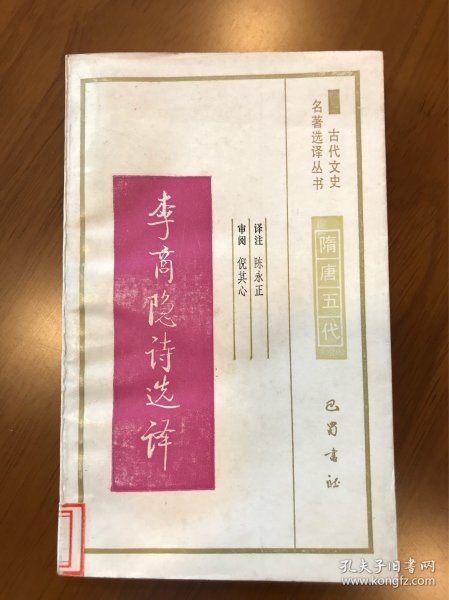 古代文史
名著选译丛书
隋唐五代
巴蜀书社
译注 陈永正
审阅 倪其心
李商隐诗选译
孔夫子旧书网
www.kongfz.com